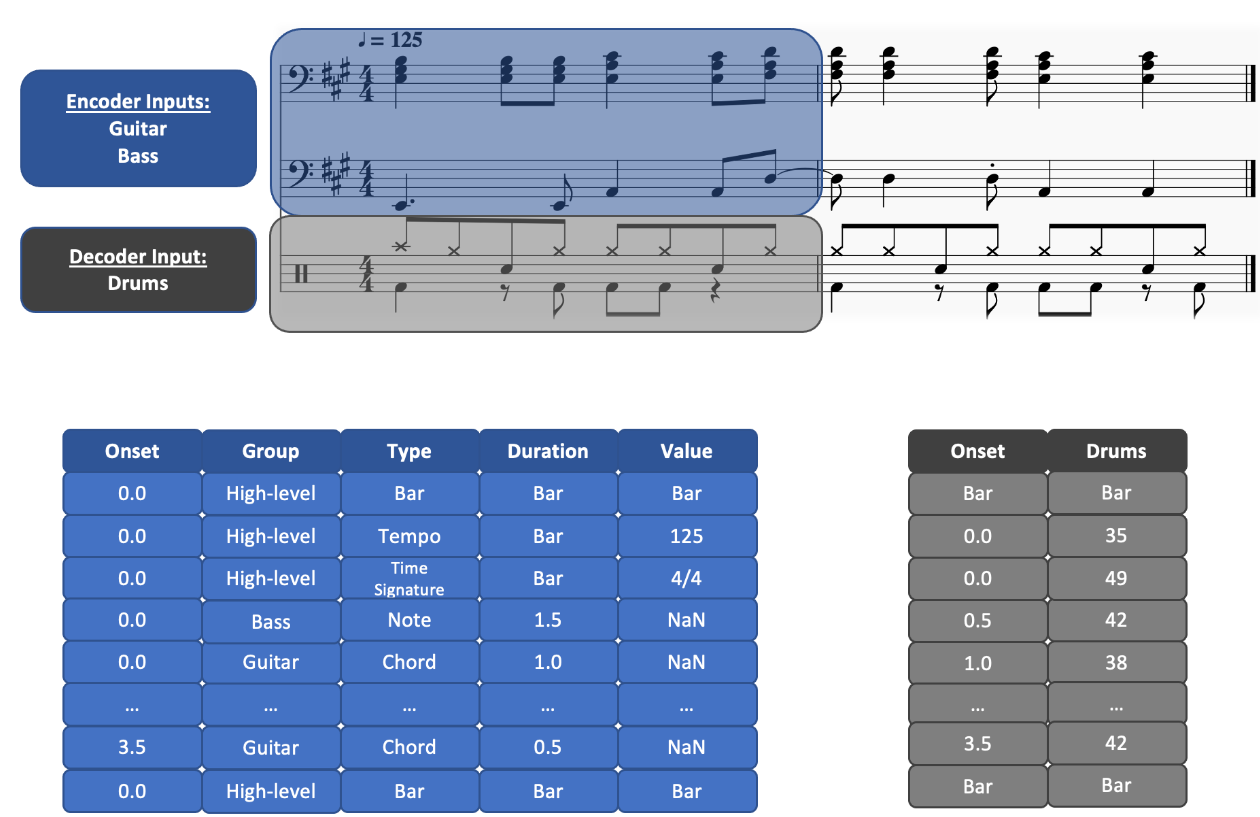 ♩ = 125
4/4
Encoder Inputs:
Guitar
Bass
4/4
Decoder Input:
Drums
4/4
Onset Group Type Duration Value
0.0 High-level Bar Bar Bar
0.0 High-level Tempo Bar 125
0.0 High-level Time Signature Bar 4/4
0.0 Bass Note 1.5 NaN
0.0 Guitar Chord 1.0 NaN
... ... ... ... ...
3.5 Guitar Chord 0.5 NaN
0.0 High-level Bar Bar Bar
Onset Drums
Bar Bar
0.0 35
0.0 49
0.5 42
1.0 38
... ...
3.5 42
Bar Bar